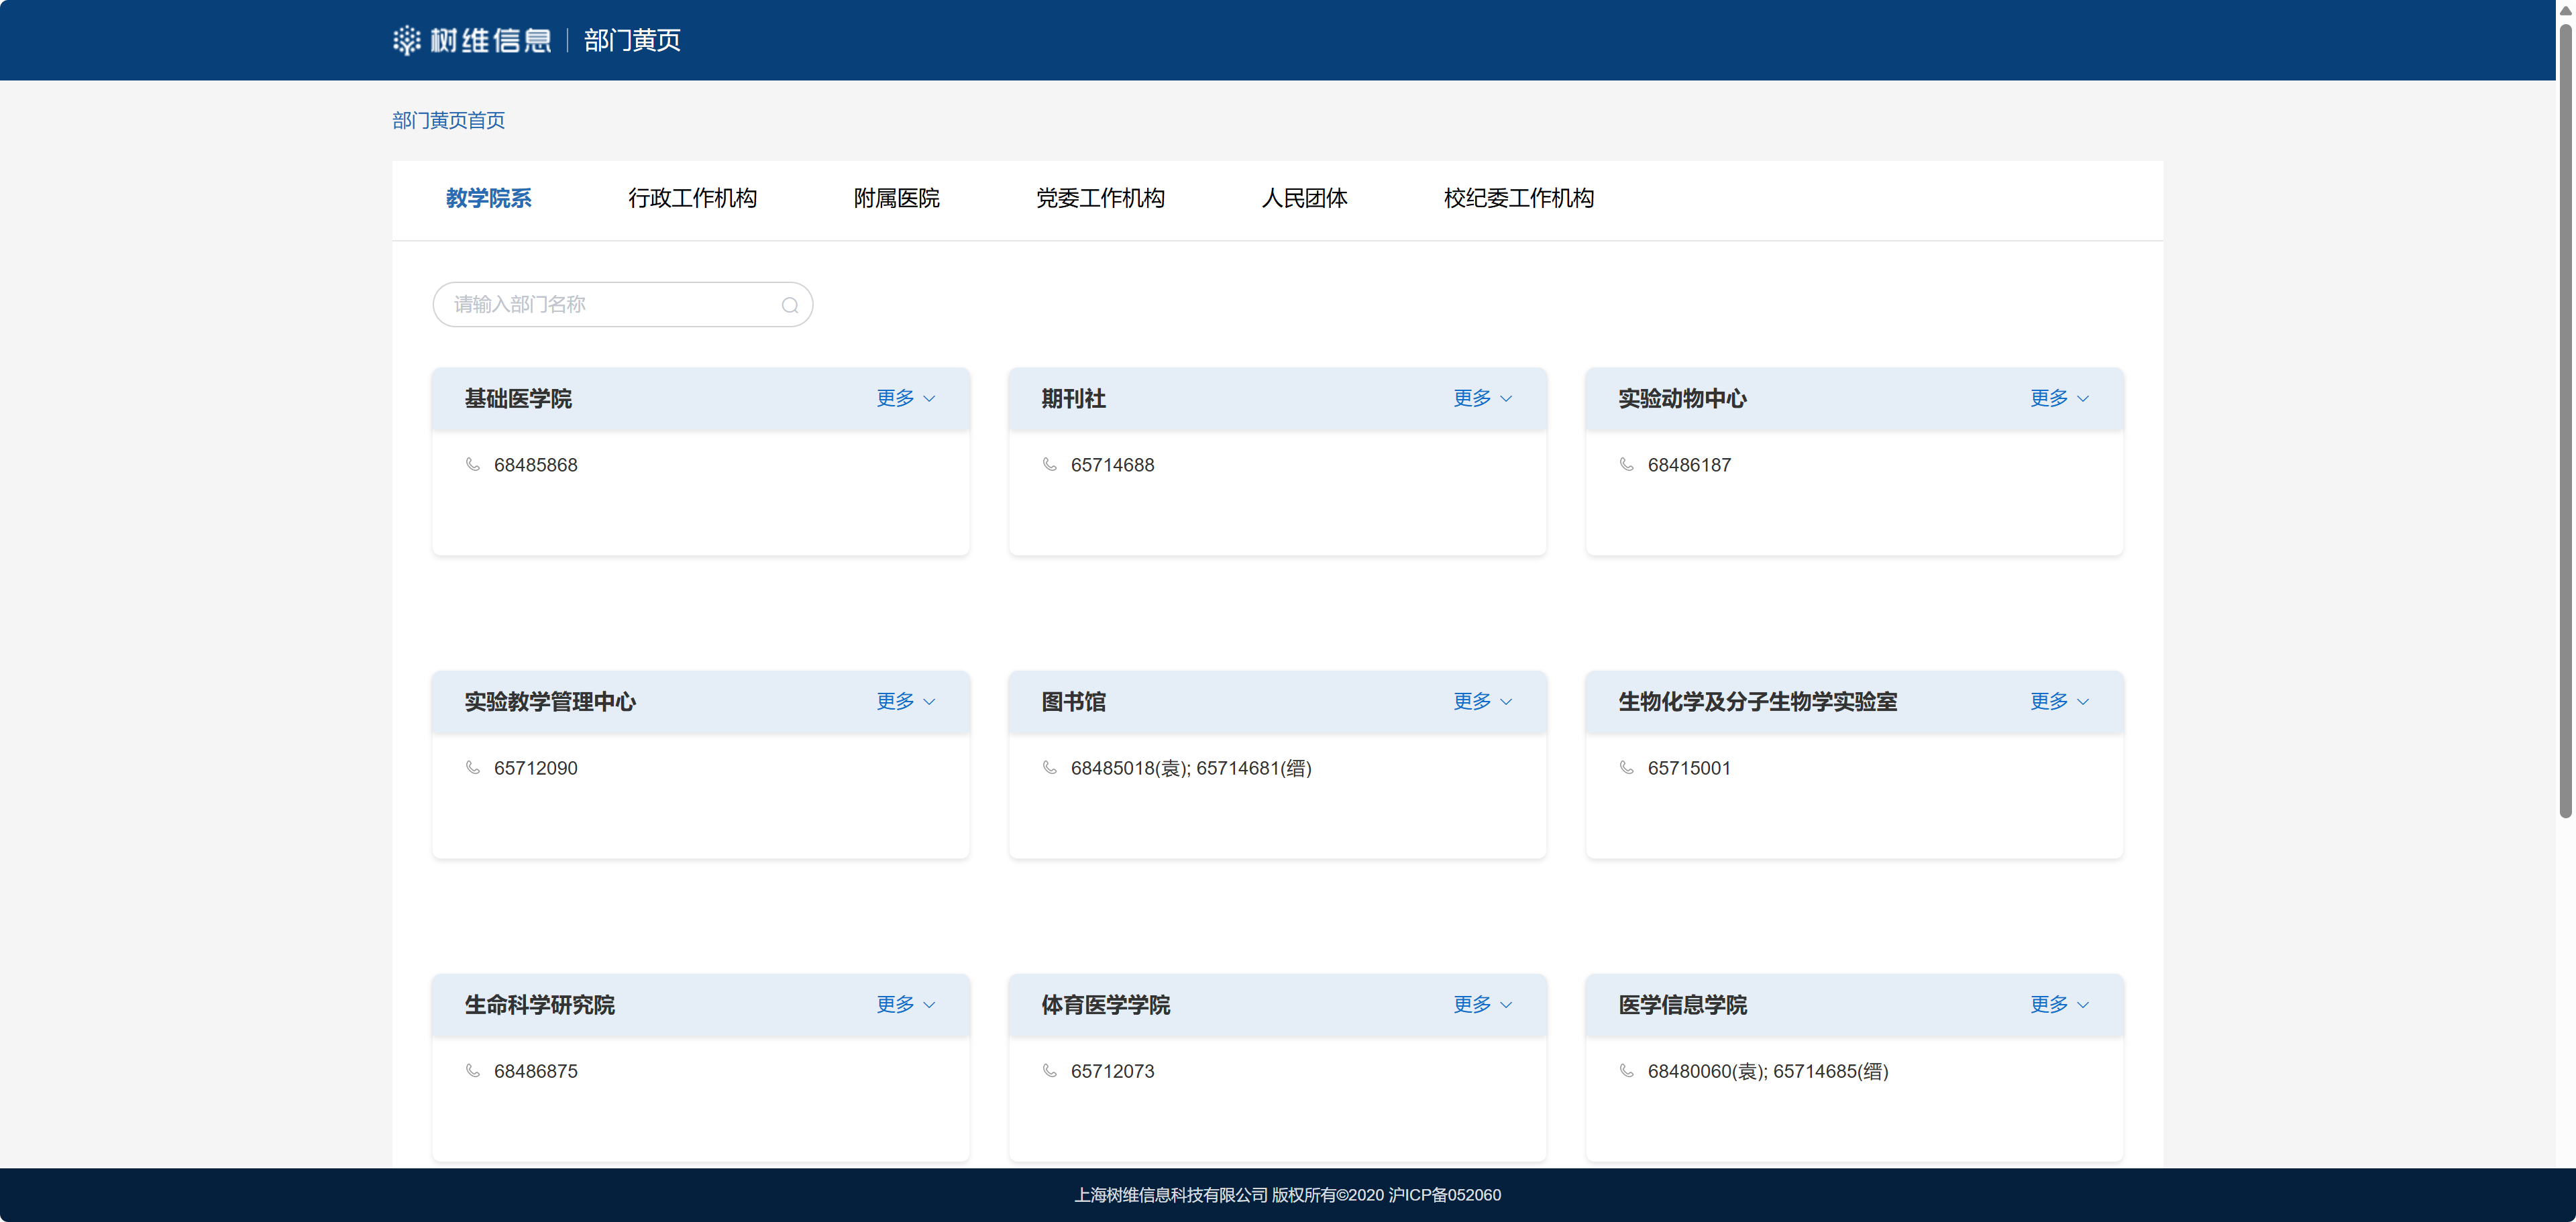 树维信息 部门黄页
部门黄页首页
教学院系 行政工作机构 附属医院 党委工作机构 人民团体 校纪委工作机构
请输入部门名称
基础医学院 更多 期刊社 更多 实验动物中心 更多
68485868 65714688 68486187
实验教学管理中心 更多 图书馆 更多 生物化学及分子生物学实验室 更多
65712090 68485018(袁); 65714681(缙) 65715001
生命科学研究院 更多 体育医学学院 更多 医学信息学院 更多
68486875 65712073 68480060(袁); 65714685(缙)
上海树维信息科技有限公司 版权所有©2020 沪ICP备052060